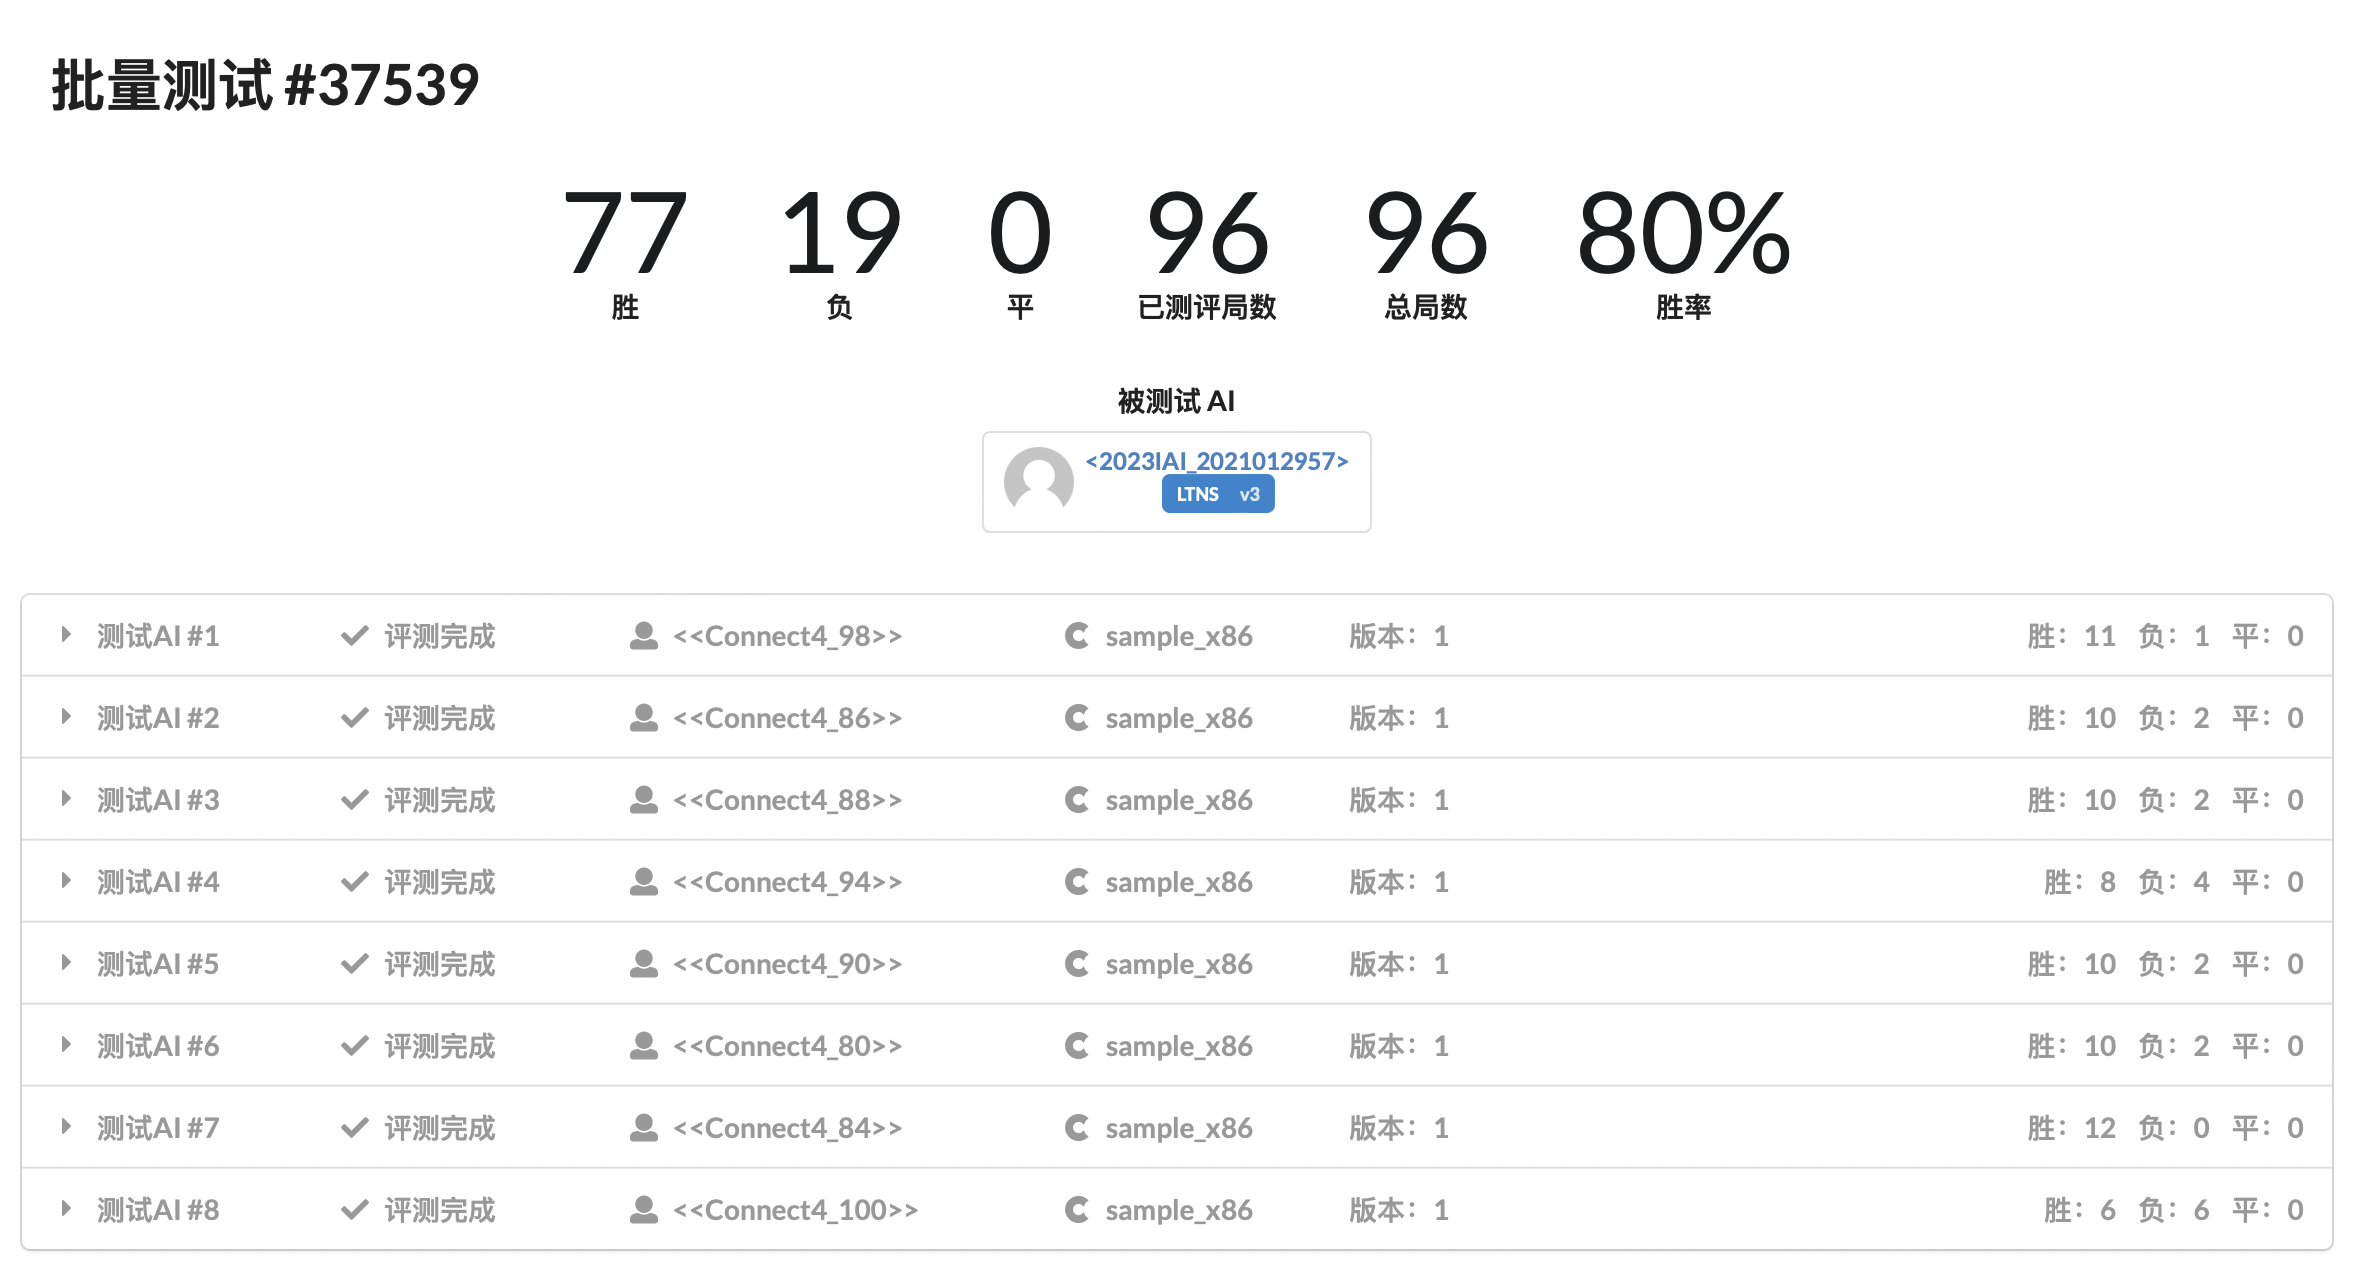 批量测试 #37539
77 19 0 96 96 80%
胜 负 平 已测评局数 总局数 胜率
被测试 AI
<2023IAI_2021012957>
LTNS v3
测试AI #1 评测完成 <<Connect4_98>> sample_x86 版本：1 胜：11 负：1 平：0
测试AI #2 评测完成 <<Connect4_86>> sample_x86 版本：1 胜：10 负：2 平：0
测试AI #3 评测完成 <<Connect4_88>> sample_x86 版本：1 胜：10 负：2 平：0
测试AI #4 评测完成 <<Connect4_94>> sample_x86 版本：1 胜：8 负：4 平：0
测试AI #5 评测完成 <<Connect4_90>> sample_x86 版本：1 胜：10 负：2 平：0
测试AI #6 评测完成 <<Connect4_80>> sample_x86 版本：1 胜：10 负：2 平：0
测试AI #7 评测完成 <<Connect4_84>> sample_x86 版本：1 胜：12 负：0 平：0
测试AI #8 评测完成 <<Connect4_100>> sample_x86 版本：1 胜：6 负：6 平：0